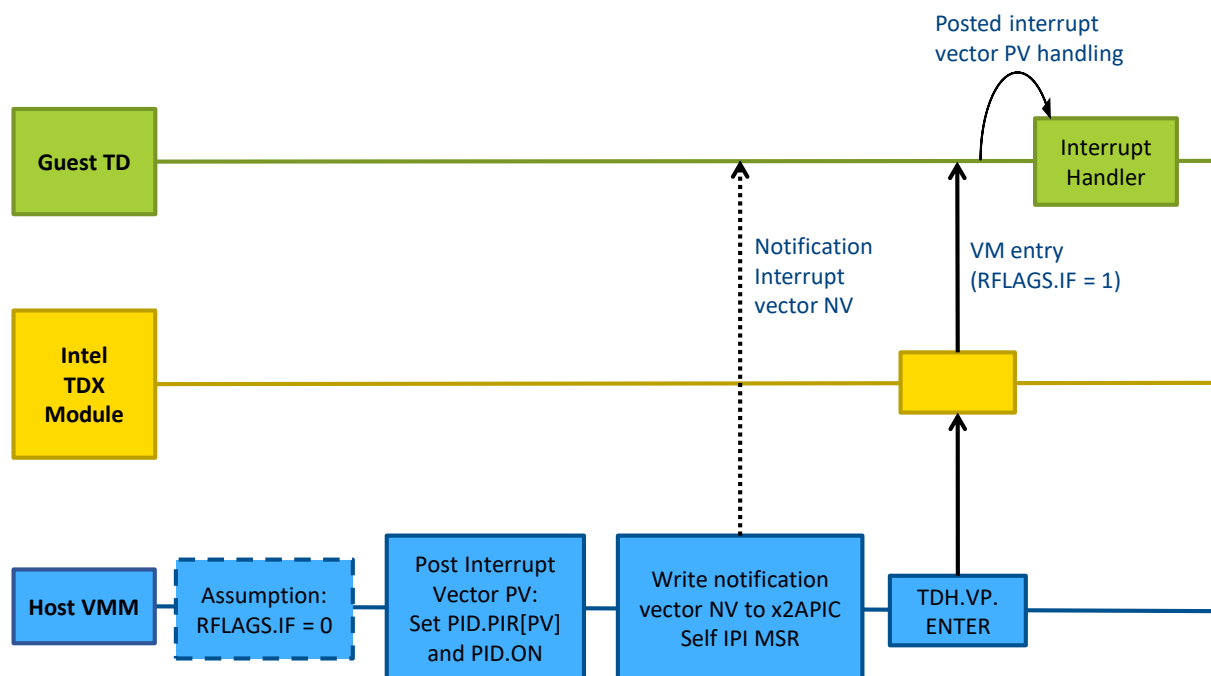 Posted interrupt
vector PV handling
Guest TD
Interrupt
Handler
Notification
Interrupt
vector NV
VM entry
(RFLAGS.IF = 1)
Intel
TDX
Module
Host VMM
Assumption:
RFLAGS.IF = 0
Post Interrupt
Vector PV:
Set PID.PIR[PV]
and PID.ON
Write notification
vector NV to x2APIC
Self IPI MSR
TDH.VP.
ENTER